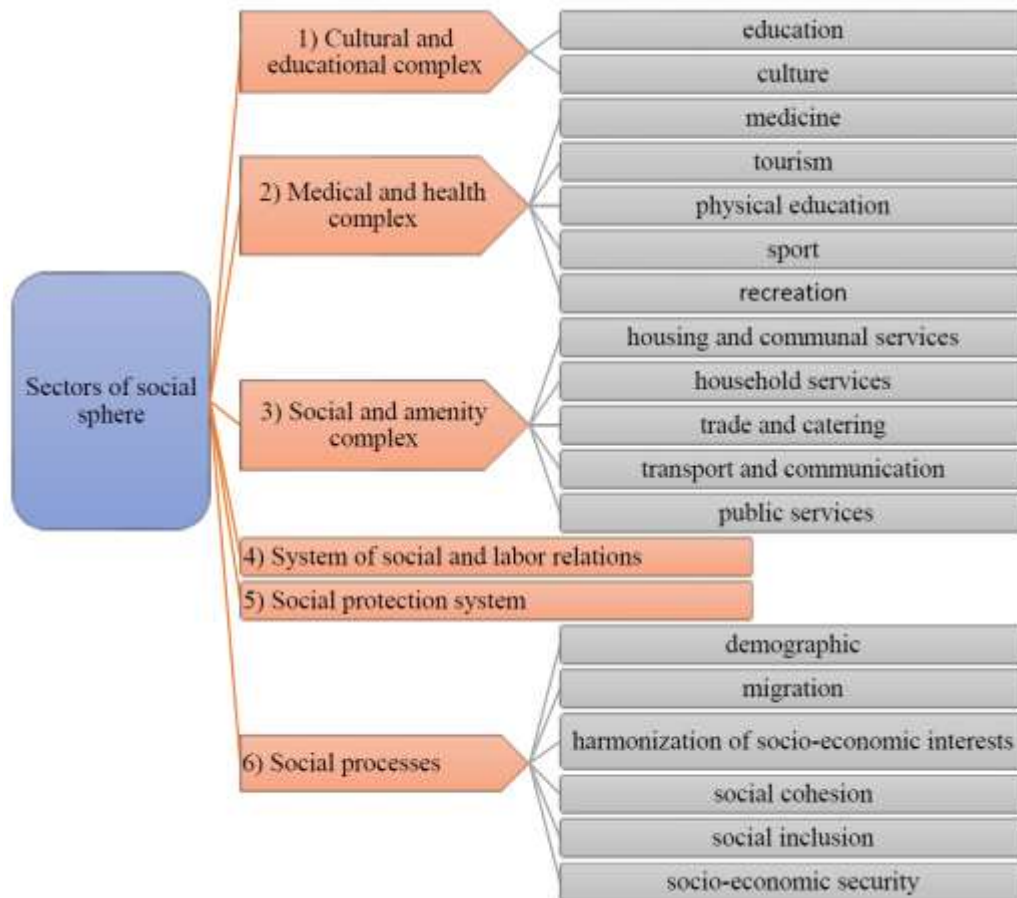 Sectors of social
sphere
1) Cultural and
educational complex
education
culture
2) Medical and health
complex
medicine
tourism
physical education
sport
recreation
3) Social and amenity
complex
housing and communal services
household services
trade and catering
transport and communication
public services
4) System of social and labor relations
5) Social protection system
6) Social processes
demographic
migration
harmonization of socio-economic interests
social cohesion
social inclusion
socio-economic security